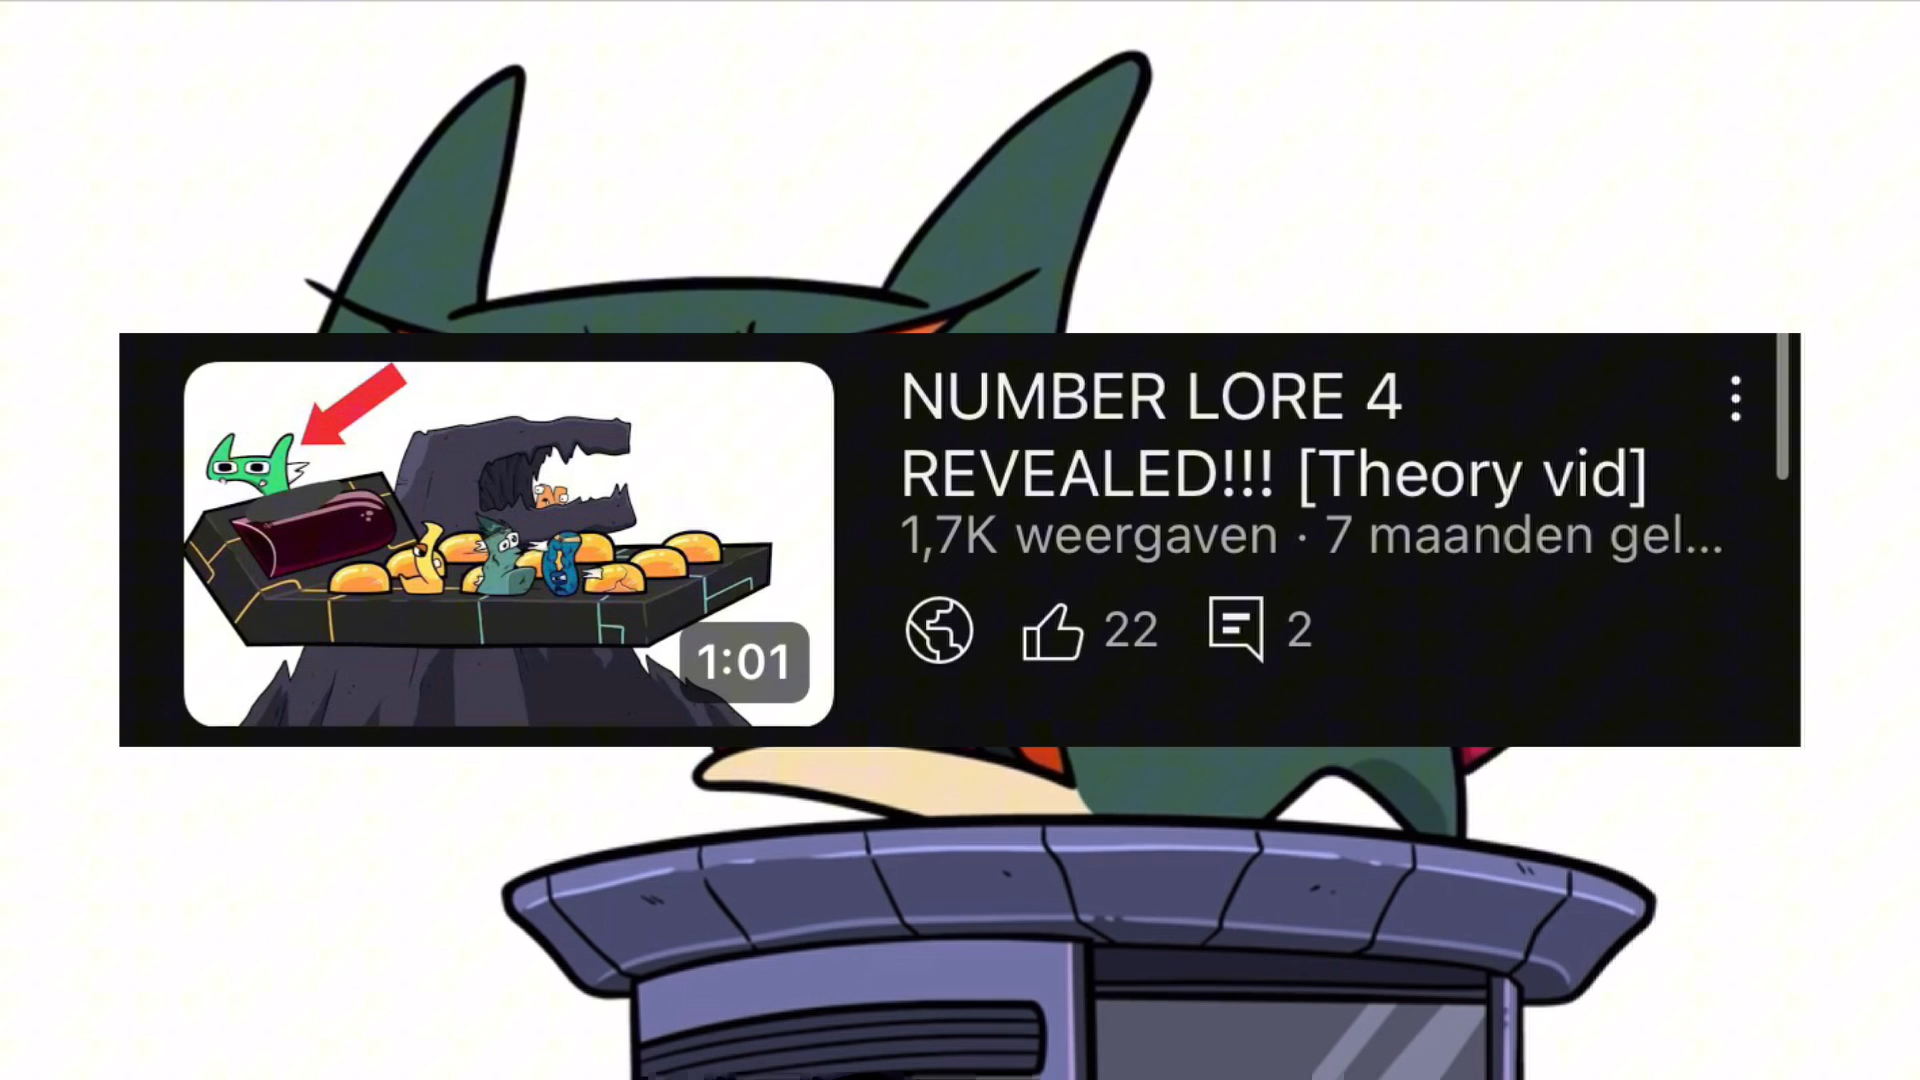 NUMBER LORE 4
REVEALED!!! [Theory vid]
1,7K weergaven · 7 maanden gel...
22 2
1:01